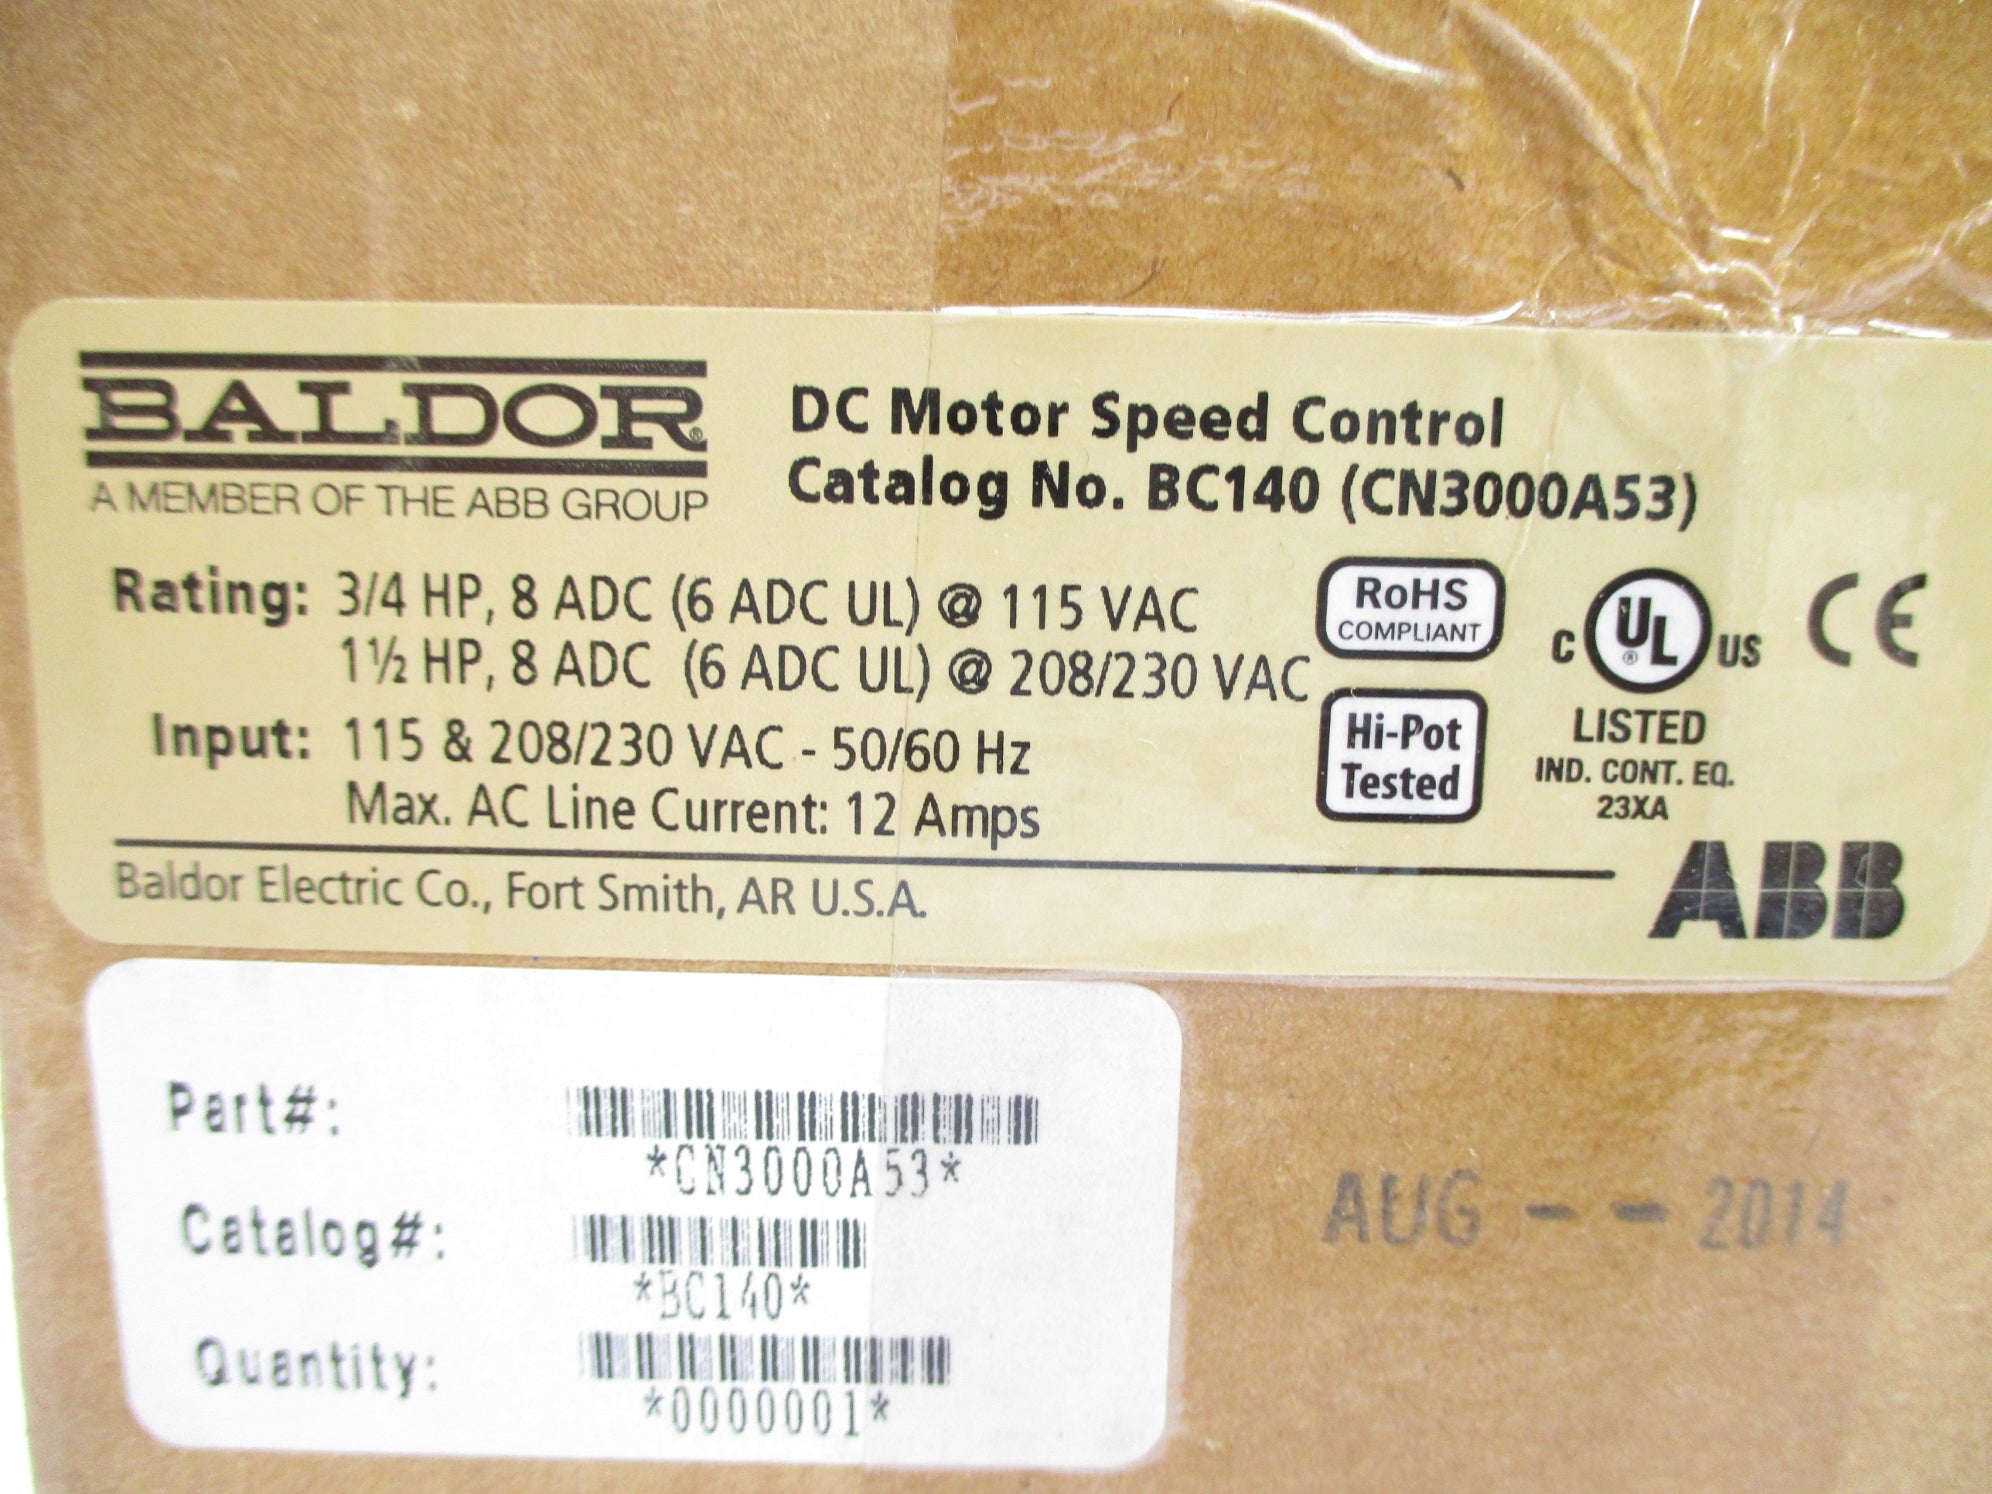 BALDOR®
A MEMBER OF THE ABB GROUP
DC Motor Speed Control
Catalog No. BC140 (CN3000A53)
Rating: 3/4 HP, 8 ADC (6 ADC UL) @ 115 VAC
1½ HP, 8 ADC (6 ADC UL) @ 208/230 VAC
Input: 115 & 208/230 VAC - 50/60 Hz
Max. AC Line Current: 12 Amps
RoHS
COMPLIANT
Hi-Pot
Tested
C UL® US
LISTED
IND. CONT. EQ.
23XA
CE
Baldor Electric Co., Fort Smith, AR U.S.A.
ABB
Part#:
*CN3000A53*
Catalog#:
*BC140*
Quantity:
*0000001*
AUG -- 2014